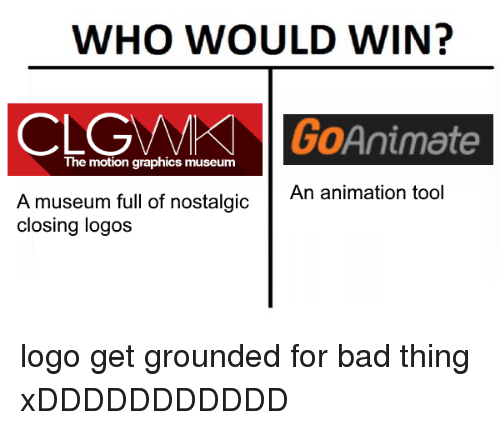 WHO WOULD WIN?
CLGWIKI
The motion graphics museum
A museum full of nostalgic
closing logos
GoAnimate
An animation tool
logo get grounded for bad thing
xDDDDDDDDDDD